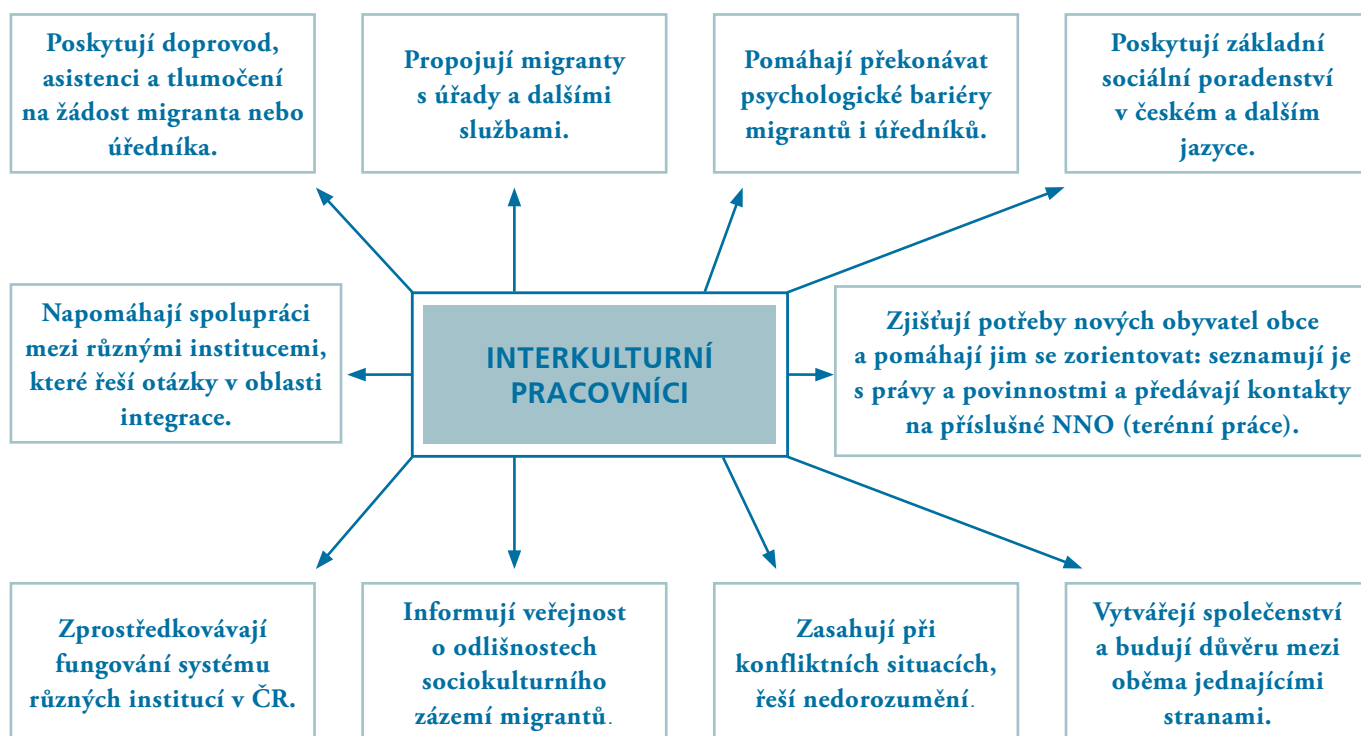 Poskytují doprovod,
asistenci a tlumočení
na žádost migranta nebo
úředníka.
Propojují migranty
s úřady a dalšími
službami.
Pomáhají překonávat
psychologické bariéry
migrantů i úředníků.
Poskytují základní
sociální poradenství
v českém a dalším
jazyce.
Napomáhají spolupráci
mezi různými institucemi,
které řeší otázky v oblasti
integrace.
INTERKULTURNÍ
PRACOVNÍCI
Zjišťují potřeby nových obyvatel obce
a pomáhají jim se zorientovat: seznamují je
s právy a povinnostmi a předávají kontakty
na příslušné NNO (terénní práce).
Zprostředkovávají
fungování systému
různých institucí v ČR.
Informují veřejnost
o odlišnostech
sociokulturního
zázemí migrantů.
Zasahují při
konfliktních situacích,
řeší nedorozumění.
Vytvářejí společenství
a budují důvěru mezi
oběma jednajícími
stranami.